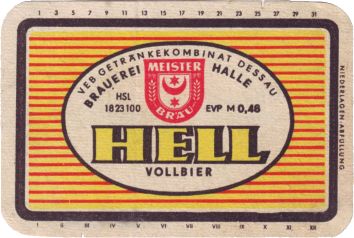 1 3 5 7 9 11 13 15 17 19 21 23 25 27 29 31
VEB GETRÄNKEKOMBINAT DESSAU
BRAUEREI HALLE
MEISTER
BRÄU
HSL
1823100
EVP M 0,48
HELL
VOLLBIER
NIEDERLAGEN-ABFÜLLUNG
I II III IV V VI VII VIII IX X XI XII